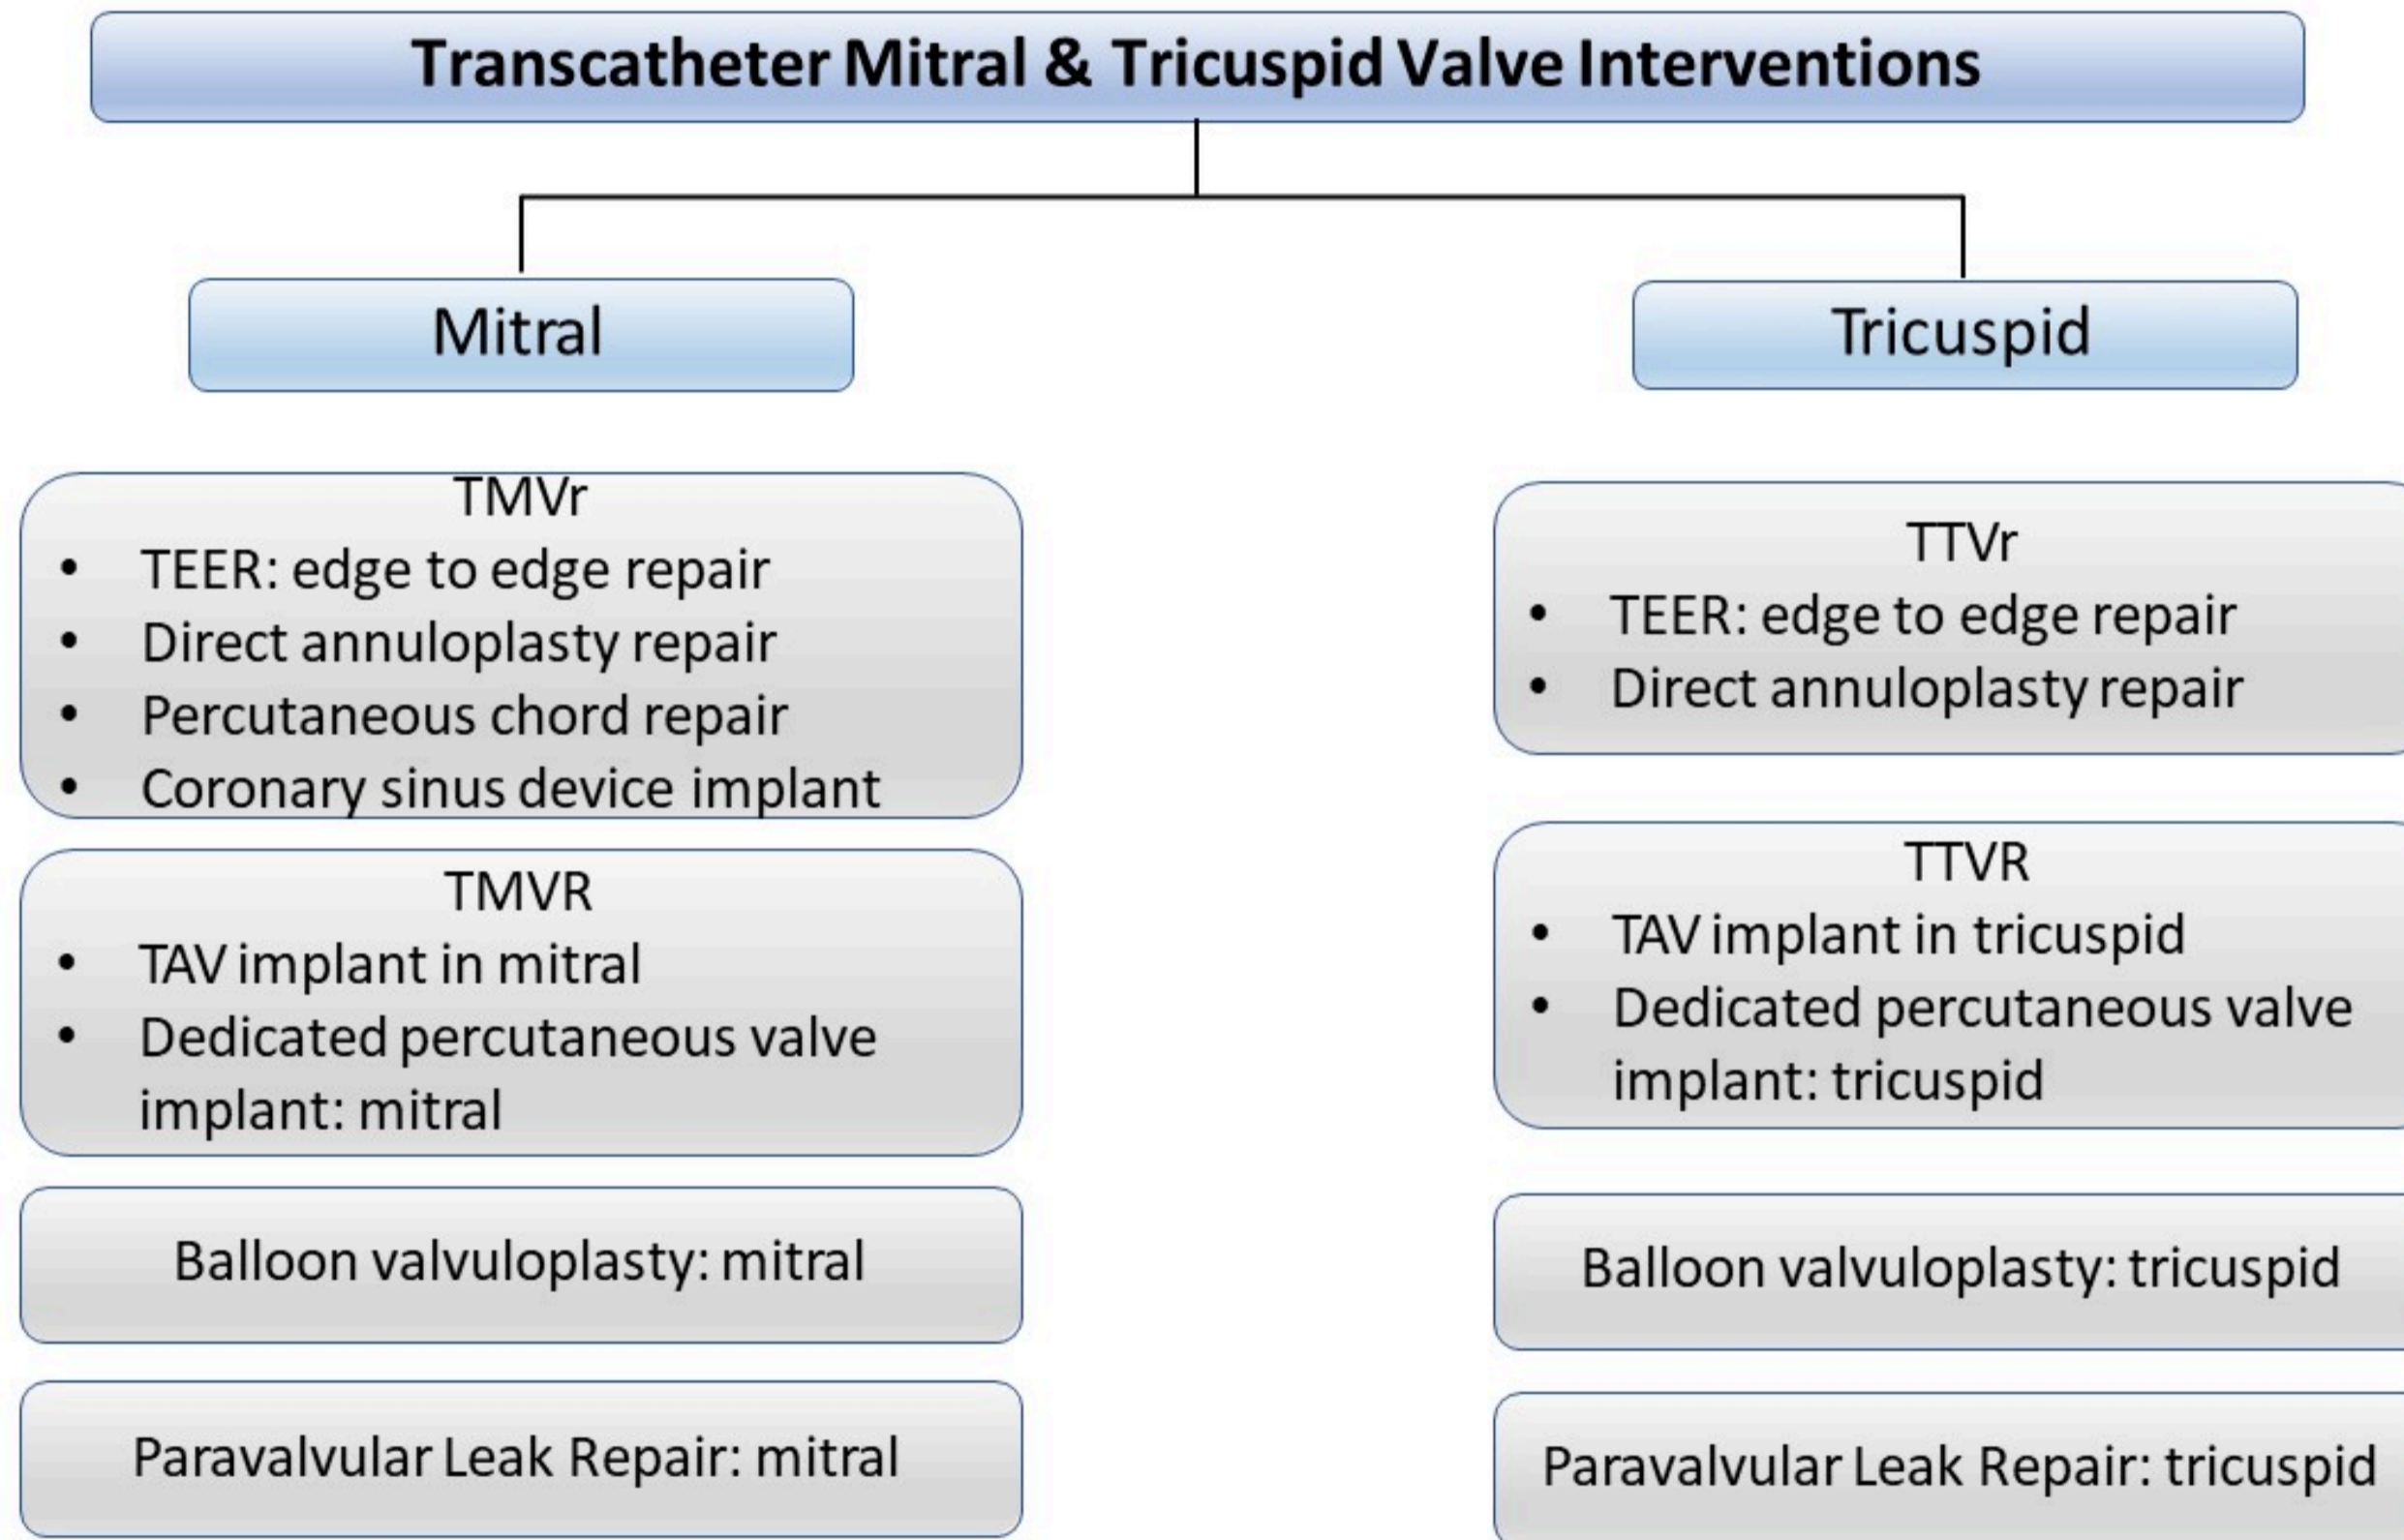 Transcatheter Mitral & Tricuspid Valve Interventions
Mitral
TMVr
• TEER: edge to edge repair
• Direct annuloplasty repair
• Percutaneous chord repair
• Coronary sinus device implant
TMVR
• TAV implant in mitral
• Dedicated percutaneous valve
implant: mitral
Balloon valvuloplasty: mitral
Paravalvular Leak Repair: mitral
Tricuspid
TTVr
• TEER: edge to edge repair
• Direct annuloplasty repair
TTVR
• TAV implant in tricuspid
• Dedicated percutaneous valve
implant: tricuspid
Balloon valvuloplasty: tricuspid
Paravalvular Leak Repair: tricuspid